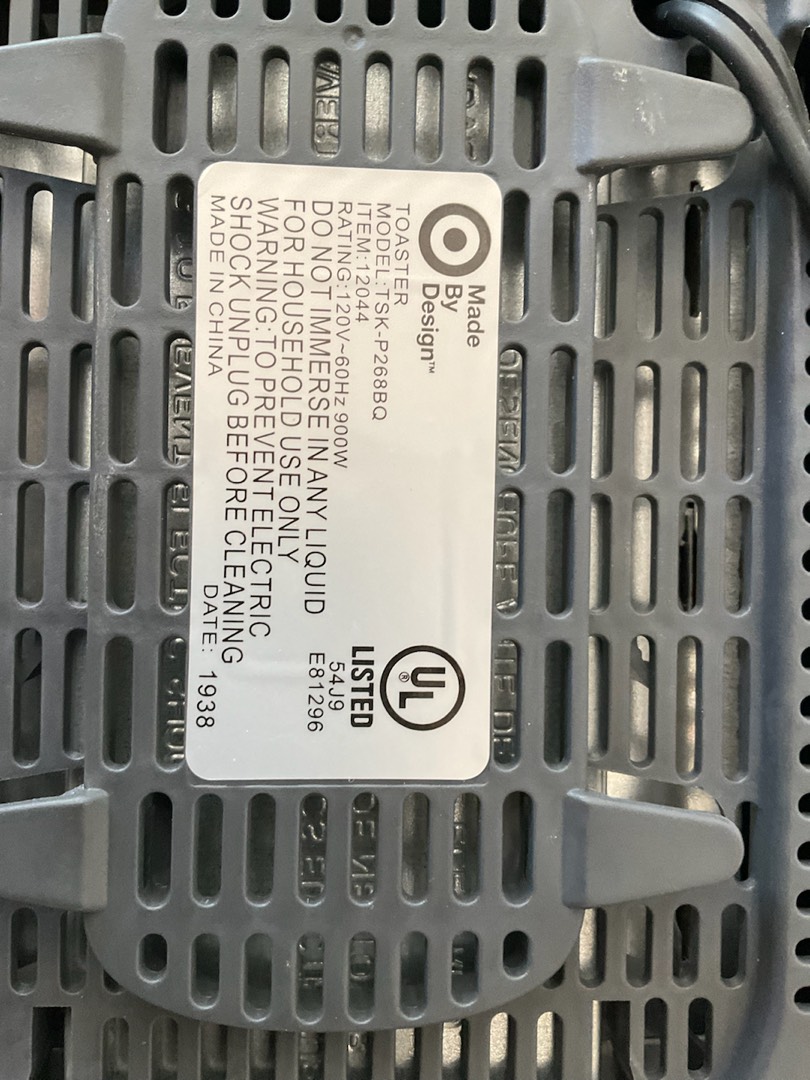 Made
By
Design™
TOASTER
MODEL:TSK-P268BQ
ITEM:12044
RATING:120V~60Hz 900W
DO NOT IMMERSE IN ANY LIQUID
FOR HOUSEHOLD USE ONLY
WARNING:TO PREVENT ELECTRIC
SHOCK UNPLUG BEFORE CLEANING
MADE IN CHINA
DATE: 1938
UL®
LISTED
54J9
E81296